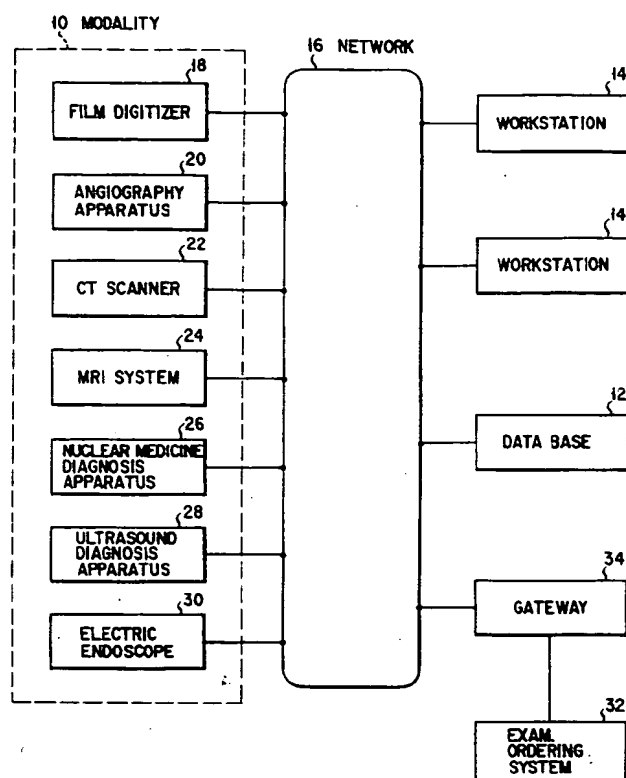 10 MODALITY
18
FILM DIGITIZER
20
ANGIOGRAPHY
APPARATUS
22
CT SCANNER
24
MRI SYSTEM
26
NUCLEAR MEDICINE
DIAGNOSIS
APPARATUS
28
ULTRASOUND
DIAGNOSIS
APPARATUS
30
ELECTRIC
ENDOSCOPE
16 NETWORK
14
WORKSTATION
14
WORKSTATION
12
DATA BASE
34
GATEWAY
32
EXAM.
ORDERING
SYSTEM